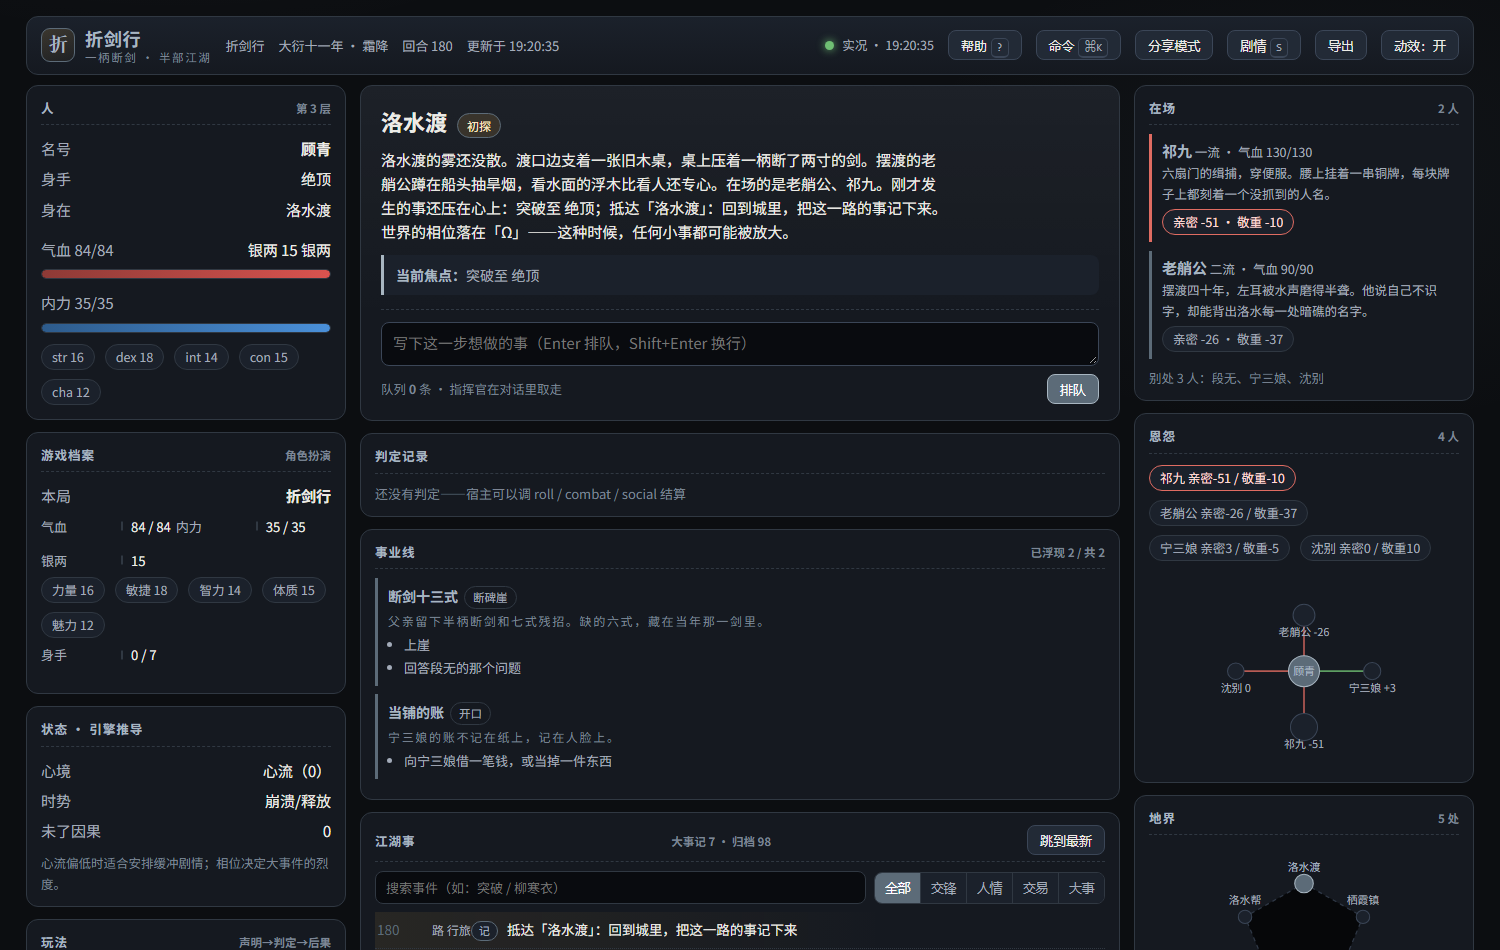 折
折剑行
一柄断剑 · 半部江湖
折剑行 大衍十一年 · 霜降 回合 180 更新于 19:20:35
实况 · 19:20:35
帮助 ?
命令 ⌘K
分享模式
剧情 S
导出
动效：开
人 第 3 层
名号 顾青
身手 绝顶
身在 洛水渡
气血 84/84 银两 15 银两
内力 35/35
str 16 dex 18 int 14 con 15
cha 12
游戏档案 角色扮演
本局 折剑行
气血 84 / 84 内力 35 / 35
银两 15
力量 16 敏捷 18 智力 14 体质 15
魅力 12
身手 0 / 7
状态 · 引擎推导
心境 心流（0）
时势 崩溃/释放
未了因果 0
心流偏低时适合安排缓冲剧情；相位决定大事件的烈
度。
玩法 声明→判定→后果
洛水渡 初探
洛水渡的雾还没散。渡口边支着一张旧木桌，桌上压着一柄断了两寸的剑。摆渡的老
艄公蹲在船头抽旱烟，看水面的浮木比看人还专心。在场的是老艄公、祁九。刚才发
生的事还压在心上：突破至 绝顶；抵达「洛水渡」：回到城里，把这一路的事记下来。
世界的相位落在「Ω」——这种时候，任何小事都可能被放大。
当前焦点：突破至 绝顶
写下这一步想做的事（Enter 排队，Shift+Enter 换行）
队列 0 条 · 指挥官在对话里取走
排队
判定记录
还没有判定——宿主可以调 roll / combat / social 结算
事业线 已浮现 2 / 共 2
断剑十三式 断碑崖
父亲留下半柄断剑和七式残招。缺的六式，藏在当年那一剑里。
• 上崖
• 回答段无的那个问题
当铺的账 开口
宁三娘的账不记在纸上，记在人脸上。
• 向宁三娘借一笔钱，或当掉一件东西
江湖事 大事记 7 · 归档 98 跳到最新
搜索事件（如：突破 / 柳寒衣）
全部 交锋 人情 交易 大事
180 路 行旅 记 抵达「洛水渡」：回到城里，把这一路的事记下来
在场 2 人
祁九 一流 · 气血 130/130
六扇门的缉捕，穿便服。腰上挂着一串铜牌，每块牌
子上都刻着一个没抓到的人名。
亲密 -51 · 敬重 -10
老艄公 二流 · 气血 90/90
摆渡四十年，左耳被水声磨得半聋。他说自己不识
字，却能背出洛水每一处暗礁的名字。
亲密 -26 · 敬重 -37
别处 3 人：段无、宁三娘、沈别
恩怨 4 人
祁九 亲密-51 / 敬重-10
老艄公 亲密-26 / 敬重-37
宁三娘 亲密3 / 敬重-5 沈别 亲密0 / 敬重10
老艄公 -26
顾青
沈别 0
宁三娘 +3
祁九 -51
地界 5 处
洛水渡
洛水帮 栖霞镇